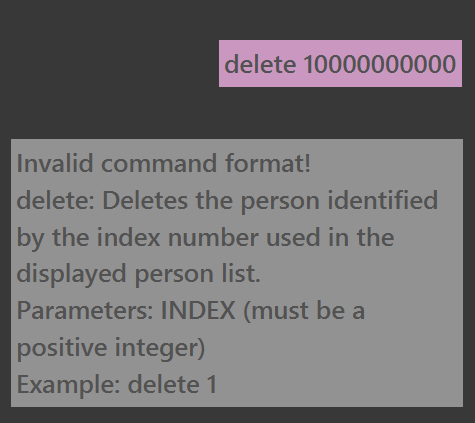 delete 10000000000
Invalid command format!
delete: Deletes the person identified
by the index number used in the
displayed person list.
Parameters: INDEX (must be a
positive integer)
Example: delete 1